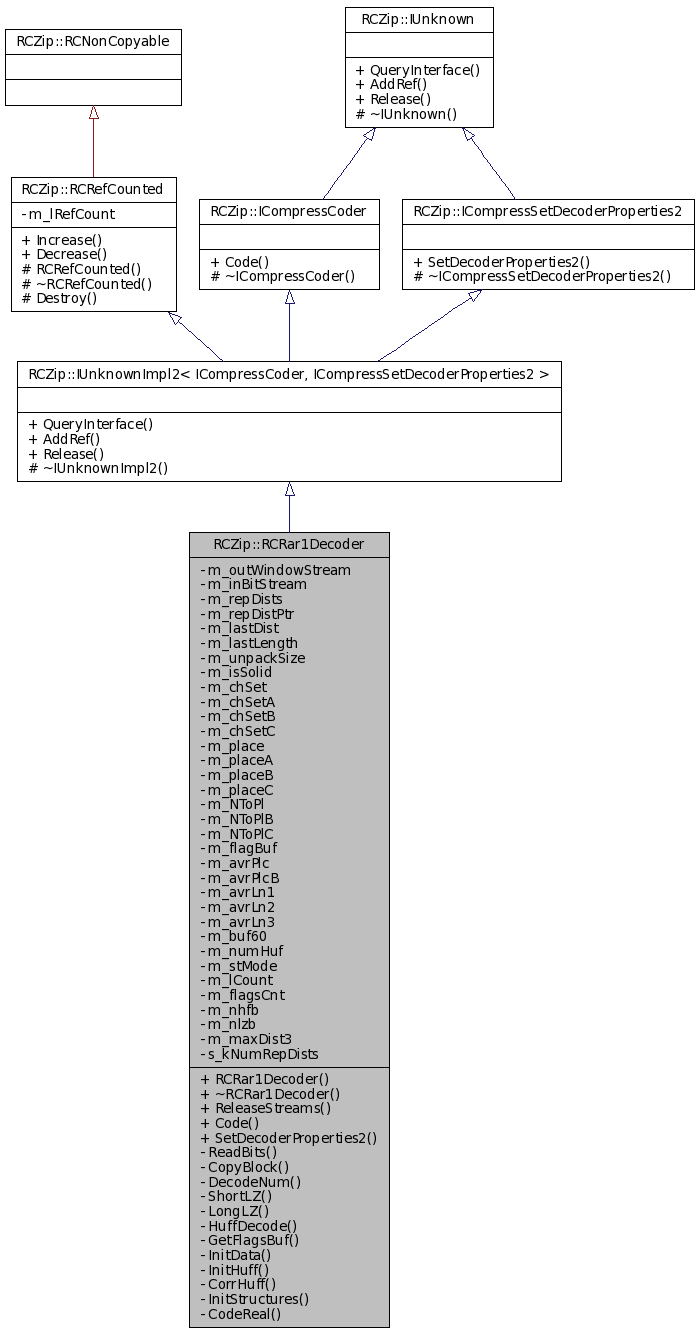 RCZip::IUnknown
+ QueryInterface()
+ AddRef()
+ Release()
# ~IUnknown()
RCZip::RCNonCopyable
RCZip::RCRefCounted
- m_lRefCount
+ Increase()
+ Decrease()
# RCRefCounted()
# ~RCRefCounted()
# Destroy()
RCZip::ICompressCoder
+ Code()
# ~ICompressCoder()
RCZip::ICompressSetDecoderProperties2
+ SetDecoderProperties2()
# ~ICompressSetDecoderProperties2()
RCZip::IUnknownImpl2< ICompressCoder, ICompressSetDecoderProperties2 >
+ QueryInterface()
+ AddRef()
+ Release()
# ~IUnknownImpl2()
RCZip::RCRar1Decoder
- m_outWindowStream
- m_inBitStream
- m_repDists
- m_repDistPtr
- m_lastDist
- m_lastLength
- m_unpackSize
- m_isSolid
- m_chSet
- m_chSetA
- m_chSetB
- m_chSetC
- m_place
- m_placeA
- m_placeB
- m_placeC
- m_NToPl
- m_NToPlB
- m_NToPlC
- m_flagBuf
- m_avrPlc
- m_avrPlcB
- m_avrLn1
- m_avrLn2
- m_avrLn3
- m_buf60
- m_numHuf
- m_stMode
- m_lCount
- m_flagsCnt
- m_nhfb
- m_nlzb
- m_maxDist3
- s_kNumRepDists
+ RCRar1Decoder()
+ ~RCRar1Decoder()
+ ReleaseStreams()
+ Code()
+ SetDecoderProperties2()
- ReadBits()
- CopyBlock()
- DecodeNum()
- ShortLZ()
- LongLZ()
- HuffDecode()
- GetFlagsBuf()
- InitData()
- InitHuff()
- CorrHuff()
- InitStructures()
- CodeReal()